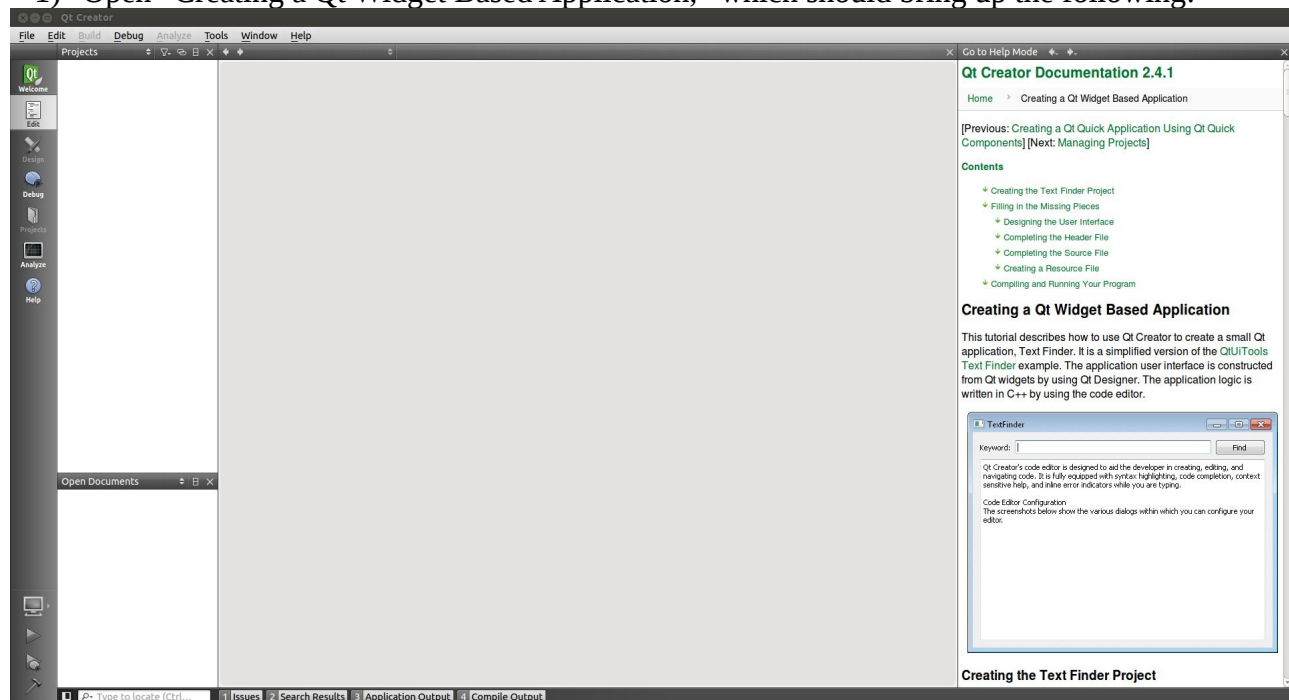 1) Open "Creating a Qt Widget Based Application," which should bring up the following:
Qt Creator
File Edit Build Debug Analyze Tools Window Help
Projects
Go to Help Mode
Qt
Welcome
Edit
Design
Debug
Projects
Analyze
Help
Open Documents
Qt Creator Documentation 2.4.1
Home › Creating a Qt Widget Based Application
[Previous: Creating a Qt Quick Application Using Qt Quick
Components] [Next: Managing Projects]
Contents
Creating the Text Finder Project
Filling in the Missing Pieces
Designing the User Interface
Completing the Header File
Completing the Source File
Creating a Resource File
Compiling and Running Your Program
Creating a Qt Widget Based Application
This tutorial describes how to use Qt Creator to create a small Qt
application, Text Finder. It is a simplified version of the QtUiTools
Text Finder example. The application user interface is constructed
from Qt widgets by using Qt Designer. The application logic is
written in C++ by using the code editor.
TextFinder
Keyword: Find
Qt Creator's code editor is designed to aid the developer in creating, editing, and
navigating code. It is fully equipped with syntax highlighting, code completion, context
sensitive help, and inline error indicators while you are typing.
Code Editor Configuration
The screenshots below show the various dialogs within which you can configure your
editor.
Creating the Text Finder Project
Type to locate (Ctrl... 1 Issues 2 Search Results 3 Application Output 4 Compile Output